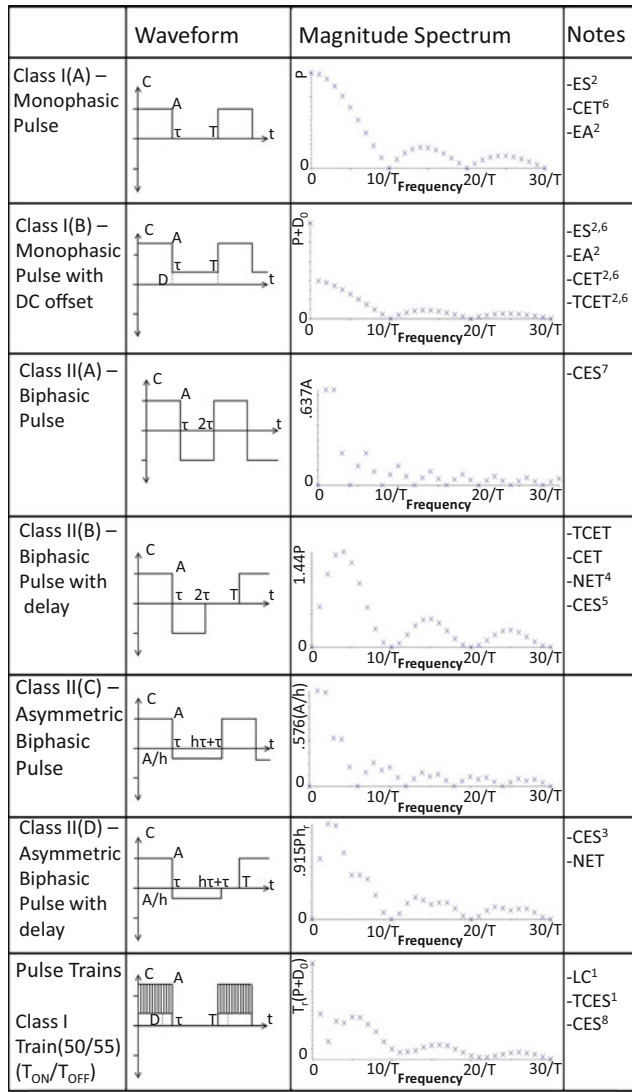 Waveform
Magnitude Spectrum
Notes
Class I(A) –
Monophasic
Pulse
C
A
τ
T
t
P
0
0
10/T
Frequency
20/T
30/T
-ES²
-CET⁶
-EA²
Class I(B) –
Monophasic
Pulse with
DC offset
C
A
τ
T
D
t
P+D₀
0
0
10/T
Frequency
20/T
30/T
-ES²,⁶
-EA²
-CET²,⁶
-TCET²,⁶
Class II(A) –
Biphasic
Pulse
C
A
τ
2τ
t
.637A
0
0
10/T
Frequency
20/T
30/T
-CES⁷
Class II(B) –
Biphasic
Pulse with
delay
C
A
τ
2τ
T
t
1.44P
0
0
10/T
Frequency
20/T
30/T
-TCET
-CET
-NET⁴
-CES⁵
Class II(C) –
Asymmetric
Biphasic
Pulse
C
A
τ
hτ+τ
t
A/h
.576(A/h)
0
0
10/T
Frequency
20/T
30/T
Class II(D) –
Asymmetric
Biphasic
Pulse with
delay
C
A
τ
hτ+τ
T
t
A/h
.915Phᵣ
0
0
10/T
Frequency
20/T
30/T
-CES³
-NET
Pulse Trains
Class I
Train(50/55)
(T_ON/T_OFF)
C
A
D
τ
T
t
Tᵣ(P+D₀)
0
0
10/T
Frequency
20/T
30/T
-LC¹
-TCES¹
-CES⁸